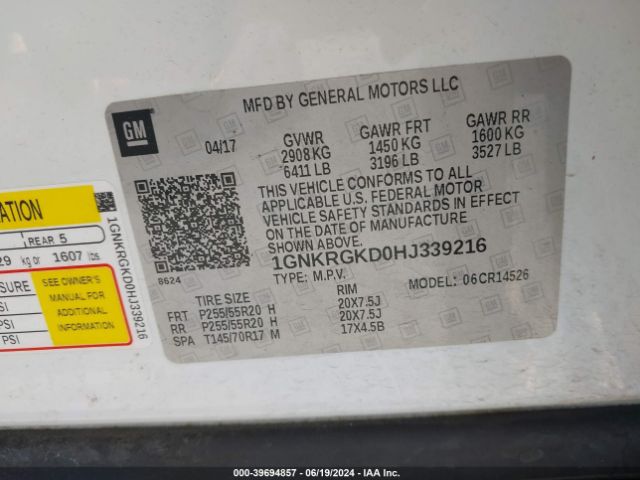 MFD BY GENERAL MOTORS LLC
GM
04/17
GVWR
2908 KG
6411 LB
GAWR FRT
1450 KG
3196 LB
GAWR RR
1600 KG
3527 LB
THIS VEHICLE CONFORMS TO ALL
APPLICABLE U.S. FEDERAL MOTOR
VEHICLE SAFETY STANDARDS IN EFFECT
ON THE DATE OF MANUFACTURE
SHOWN ABOVE.
1GNKRGKD0HJ339216
TYPE: M.P.V.
MODEL: 06CR14526
8624
TIRE SIZE RIM
FRT P255/55R20 H 20X7.5J
RR P255/55R20 H 20X7.5J
SPA T145/70R17 M 17X4.5B
REAR 5
kg or 1607 lbs
SEE OWNER'S
MANUAL FOR
ADDITIONAL
INFORMATION
PSI
PSI
PSI
1GNKRGKD0HJ339216
000-39694857 - 06/19/2024 - IAAI.COM